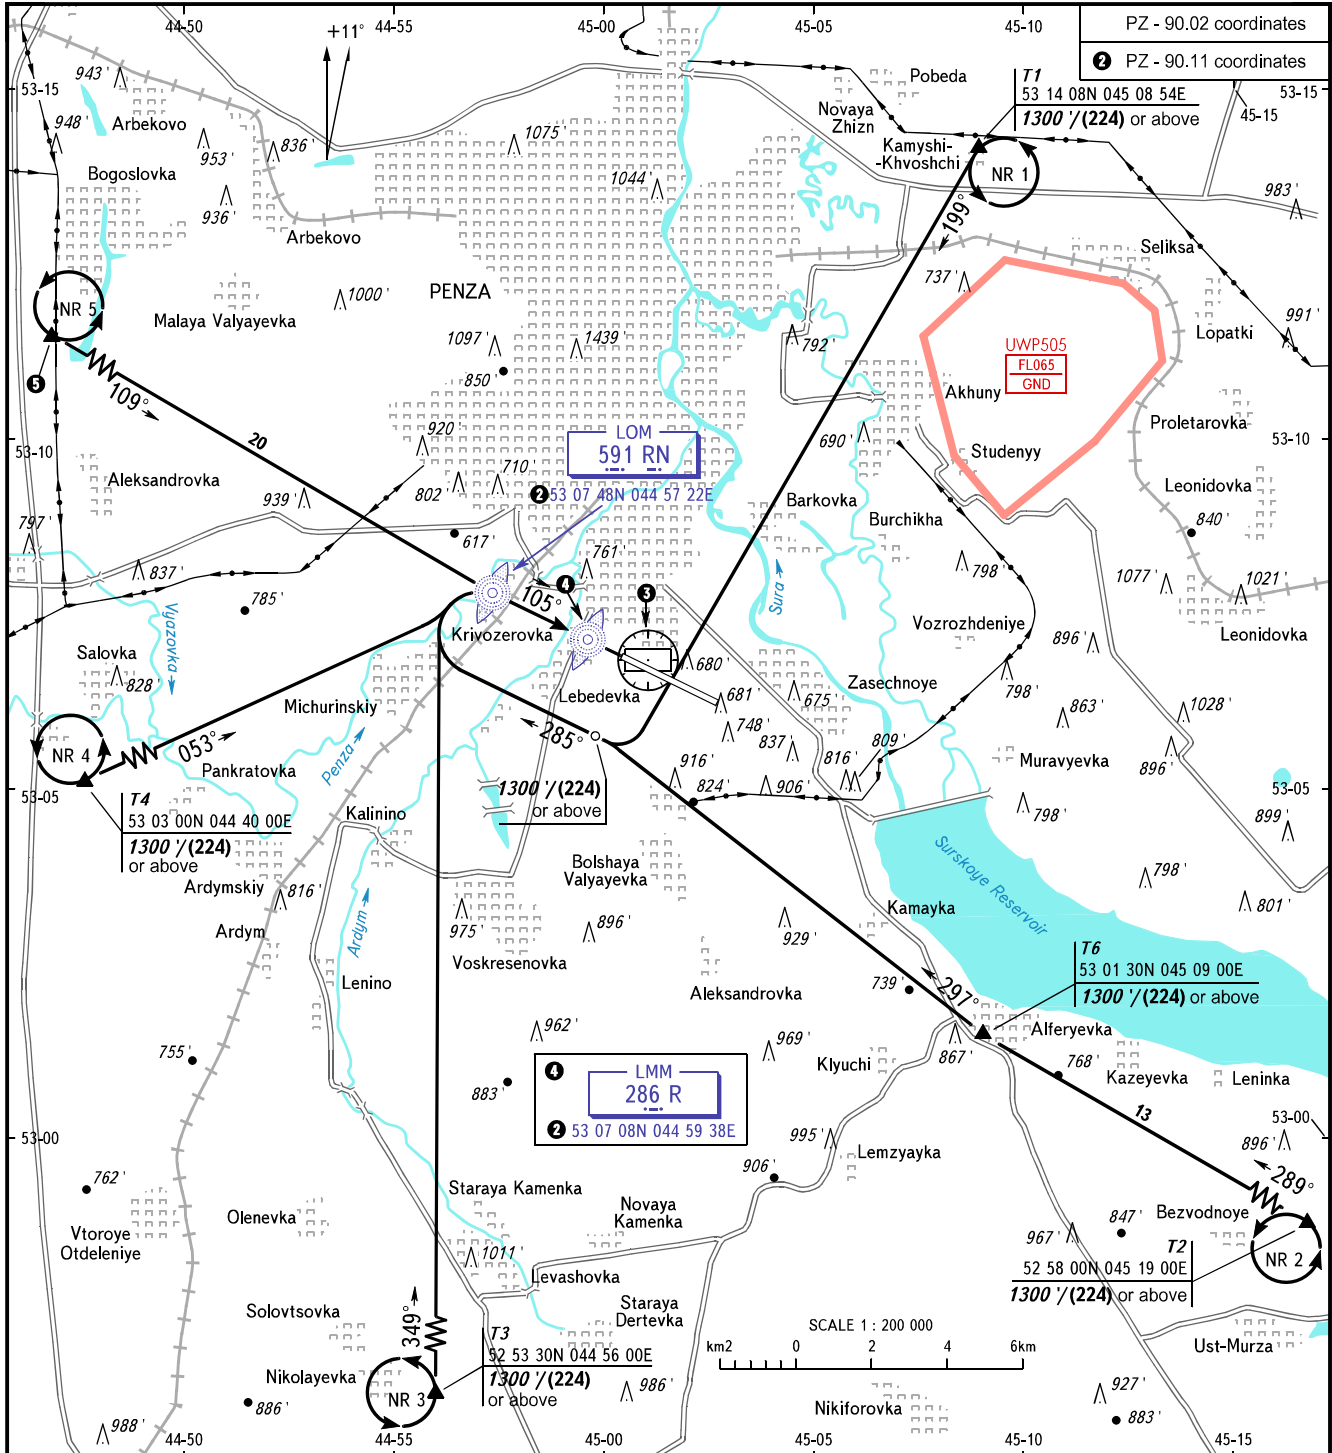 44-50
44-55
45-00
45-05
45-10
PZ - 90.02 coordinates
❷ PZ - 90.11 coordinates
+11°
943'
53-15
53-15
45-15
Arbekovo
948'
953'
836'
1075'
Pobeda
Novaya
Zhizn
T1
53 14 08N 045 08 54E
1300'/(224) or above
Kamyshi-
-Khvoshchi
NR 1
Bogoslovka
936'
1044'
983'
Arbekovo
199°
Seliksa
NR 5
Malaya Valyayevka
1000'
PENZA
737'
991'
Lopatki
1097'
1439'
792'
UWP505
FL065
GND
850'
❺
109°
Akhuny
20
Proletarovka
53-10
920'
690'
53-10
LOM
591 RN
Studenyy
Aleksandrovka
939'
802'
710'
❷ 53 07 48N 044 57 22E
Barkovka
Leonidovka
797'
617'
Burchikha
840'
761'
837'
798'
1077'
1021'
785'
❹
105°
❸
Sura
Vyazovka
Krivozerovka
Vozrozhdeniye
896'
Leonidovka
Salovka
828'
680'
798'
Michurinskiy
Lebedevka
681'
675'
Zasechnoye
863'
1028'
NR 4
053°
285°
748'
837'
816'
809'
Muravyevka
896'
Pankratovka
Penza
916'
824'
906'
53-05
53-05
T4
53 03 00N 044 40 00E
1300'/(224)
or above
1300'/(224)
or above
798'
899'
Kalinino
Surskoye Reservoir
Bolshaya
Valyayevka
Ardymskiy
816'
798'
801'
Ardym
Ardym
975'
896'
929'
Kamayka
Voskresenovka
T6
53 01 30N 045 09 00E
1300'/(224) or above
Lenino
Aleksandrovka
739'
297°
962'
969'
867'
Alferyevka
755'
❹
LMM
286 R
❷ 53 07 08N 044 59 38E
883'
Klyuchi
768'
Kazeyevka
Leninka
13
53-00
53-00
995'
896'
Lemzyayka
906'
289°
762'
Staraya Kamenka
Bezvodnoye
Olenevka
Novaya
Kamenka
Vtoroye
Otdeleniye
847'
967'
T2
52 58 00N 045 19 00E
1300'/(224) or above
NR 2
1011'
Levashovka
Solovtsovka
349°
Staraya
Dertevka
SCALE 1 : 200 000
km2
0
2
4
6km
Ust-Murza
T3
52 53 30N 044 56 00E
1300'/(224)
or above
Nikolayevka
NR 3
986'
927'
886'
Nikiforovka
883'
988'
44-50
44-55
45-00
45-05
45-10
45-15